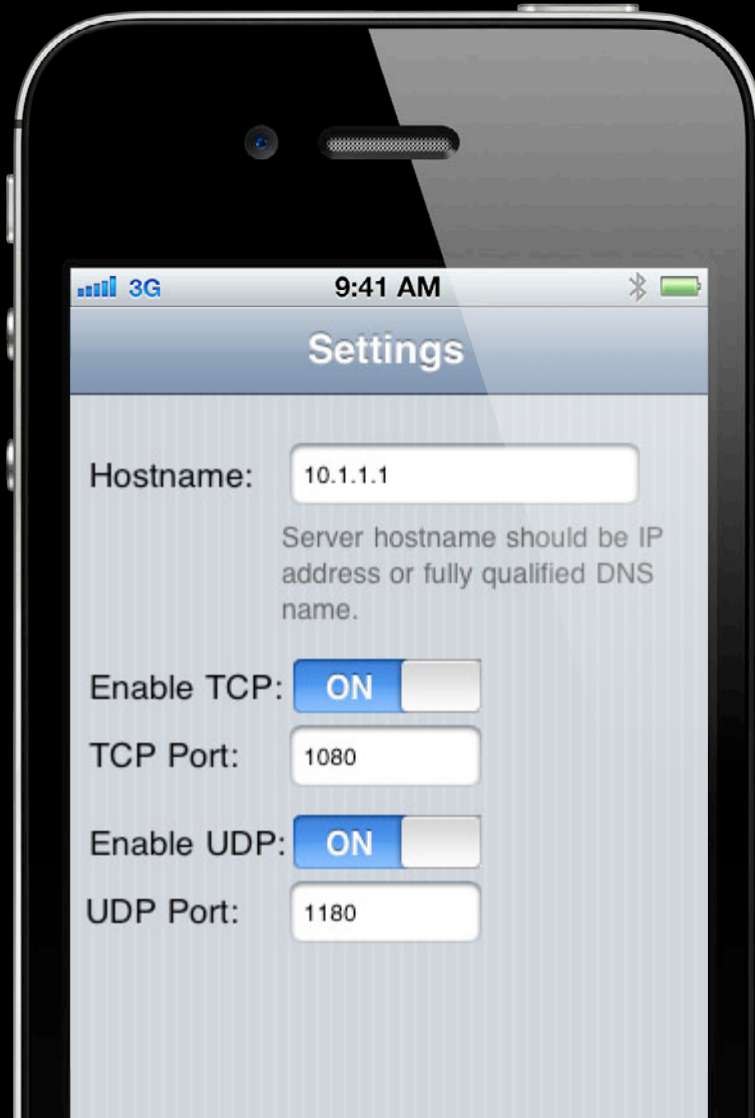 3G 9:41 AM
Settings
Hostname: 10.1.1.1
Server hostname should be IP
address or fully qualified DNS
name.
Enable TCP: ON
TCP Port: 1080
Enable UDP: ON
UDP Port: 1180